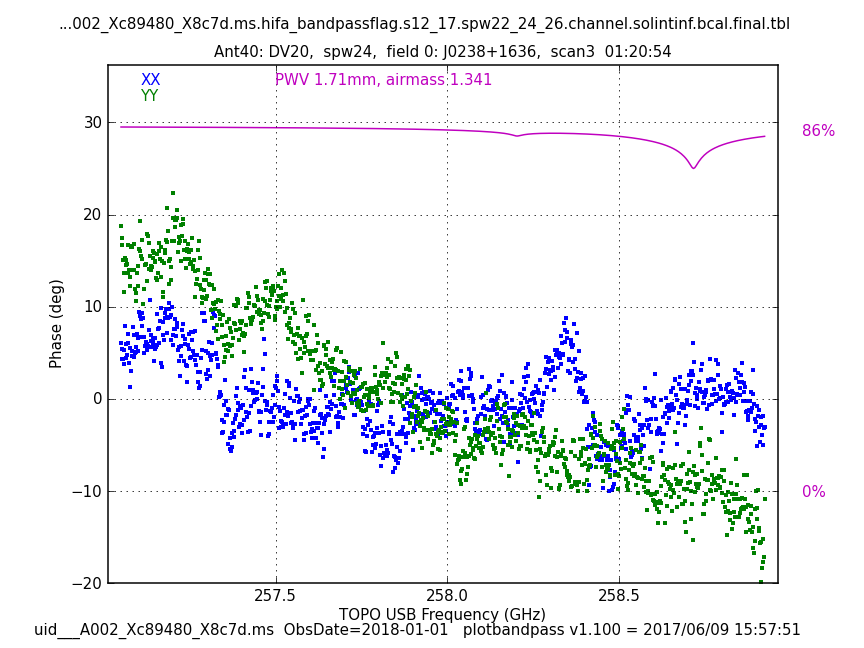 ...002_Xc89480_X8c7d.ms.hifa_bandpassflag.s12_17.spw22_24_26.channel.solintinf.bcal.final.tbl
Ant40: DV20, spw24, field 0: J0238+1636, scan3 01:20:54
XX
PWV 1.71mm, airmass 1.341
YY
86%
0%
Phase (deg)
30
20
10
0
−10
−20
257.5
258.0
258.5
TOPO USB Frequency (GHz)
uid___A002_Xc89480_X8c7d.ms ObsDate=2018-01-01 plotbandpass v1.100 = 2017/06/09 15:57:51